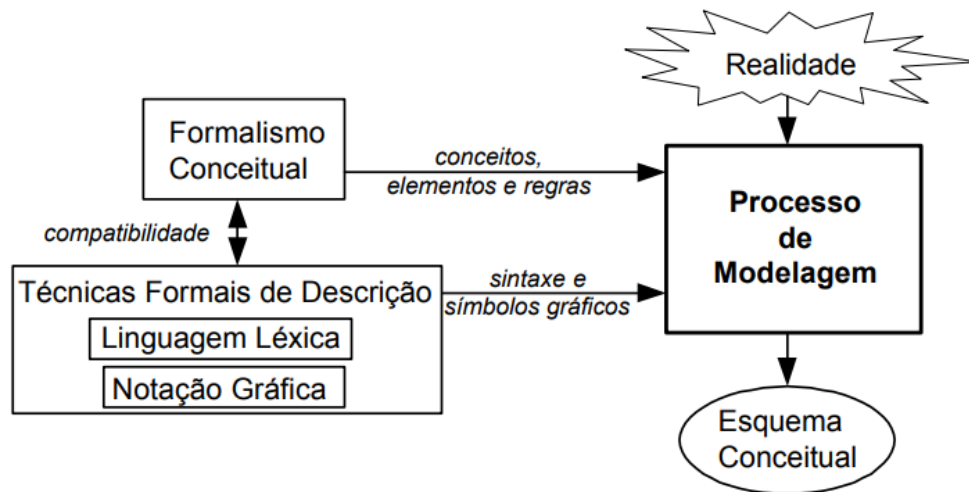 Realidade
Formalismo
Conceitual
conceitos,
elementos e regras
Processo
de
Modelagem
compatibilidade
Técnicas Formais de Descrição
Linguagem Léxica
Notação Gráfica
sintaxe e
símbolos gráficos
Esquema
Conceitual